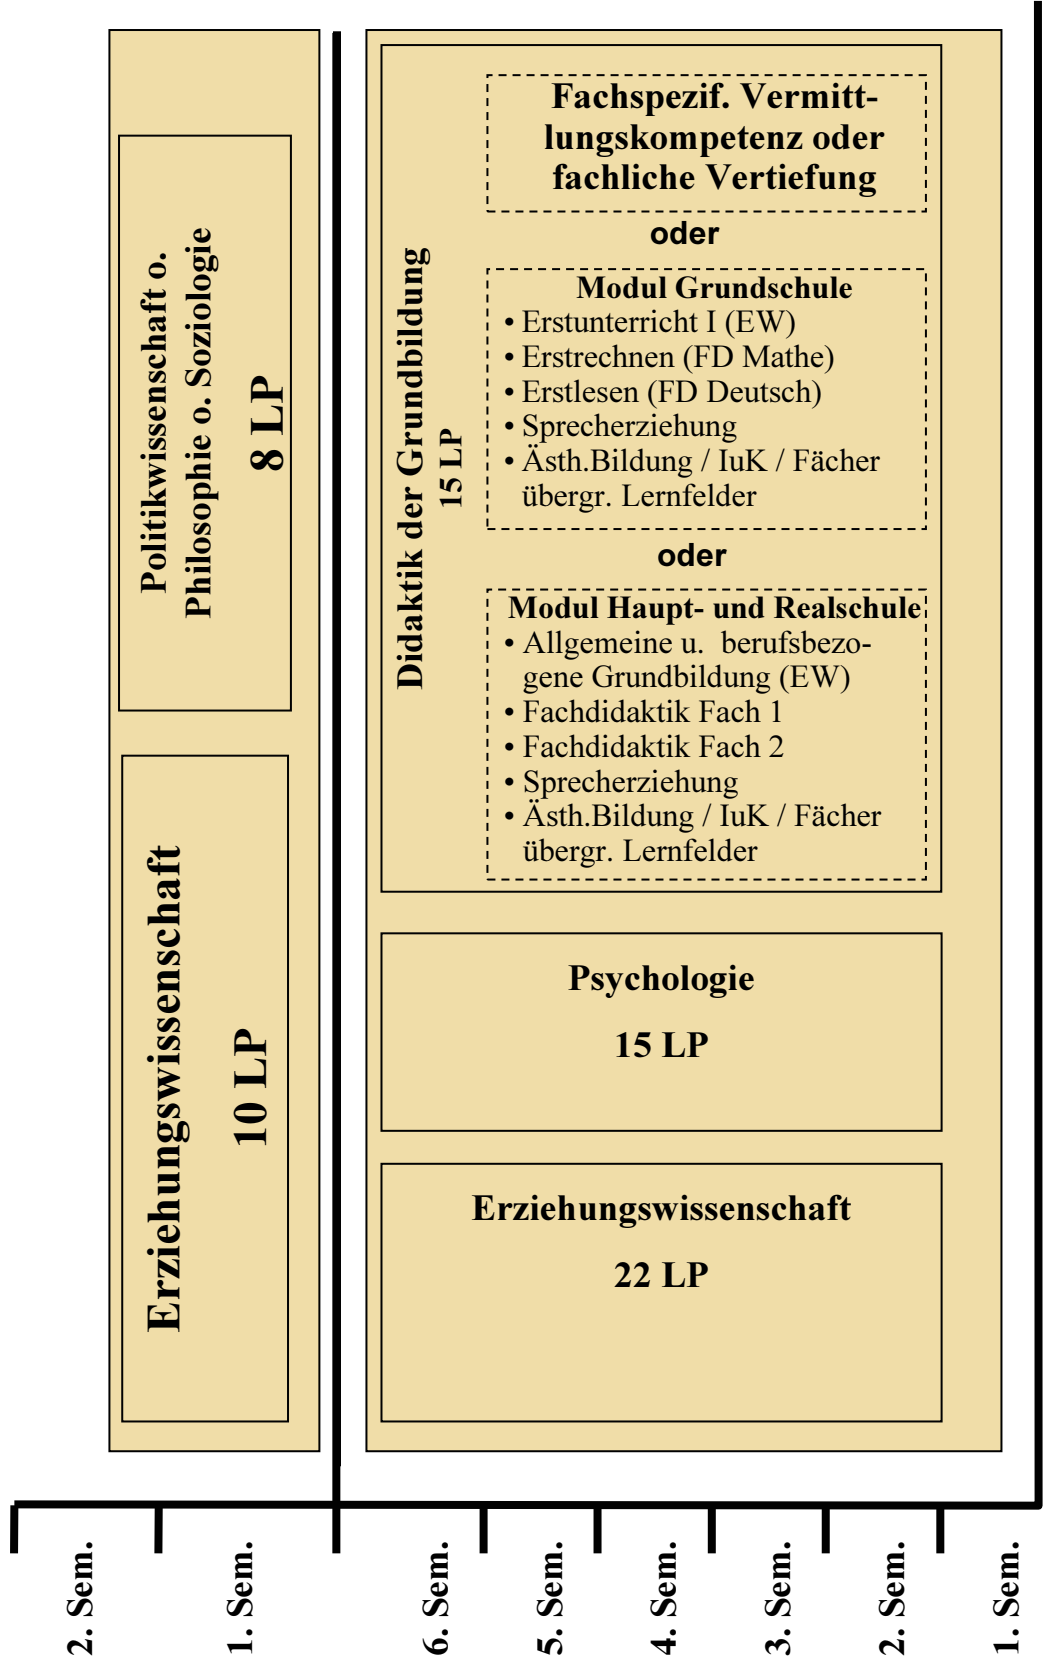 Politikwissenschaft o.
Philosophie o. Soziologie
8 LP
Erziehungswissenschaft
10 LP
Didaktik der Grundbildung
15 LP
Fachspezif. Vermitt-
lungskompetenz oder
fachliche Vertiefung
oder
Modul Grundschule
• Erstunterricht I (EW)
• Erstrechnen (FD Mathe)
• Erstlesen (FD Deutsch)
• Sprecherziehung
• Ästh.Bildung / IuK / Fächer
übergr. Lernfelder
oder
Modul Haupt- und Realschule
• Allgemeine u. berufsbezo-
gene Grundbildung (EW)
• Fachdidaktik Fach 1
• Fachdidaktik Fach 2
• Sprecherziehung
• Ästh.Bildung / IuK / Fächer
übergr. Lernfelder
Psychologie
15 LP
Erziehungswissenschaft
22 LP
2. Sem.
1. Sem.
6. Sem.
5. Sem.
4. Sem.
3. Sem.
2. Sem.
1. Sem.